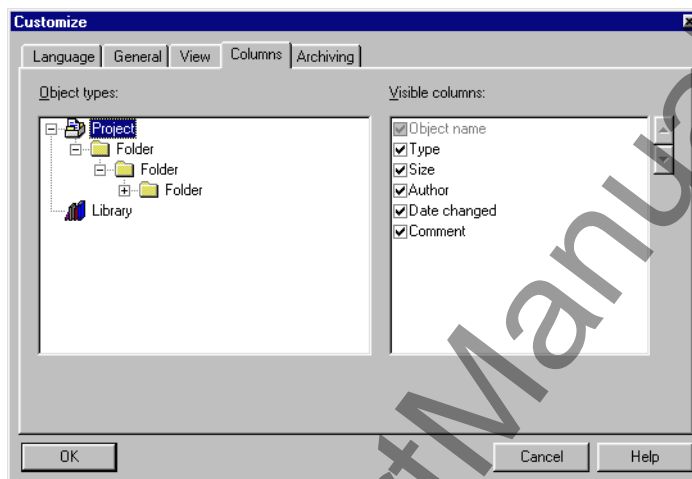 Customize
Language General View Columns Archiving
Object types:
Visible columns:
Project
Folder
Folder
Folder
Library
Object name
Type
Size
Author
Date changed
Comment
OK Cancel Help